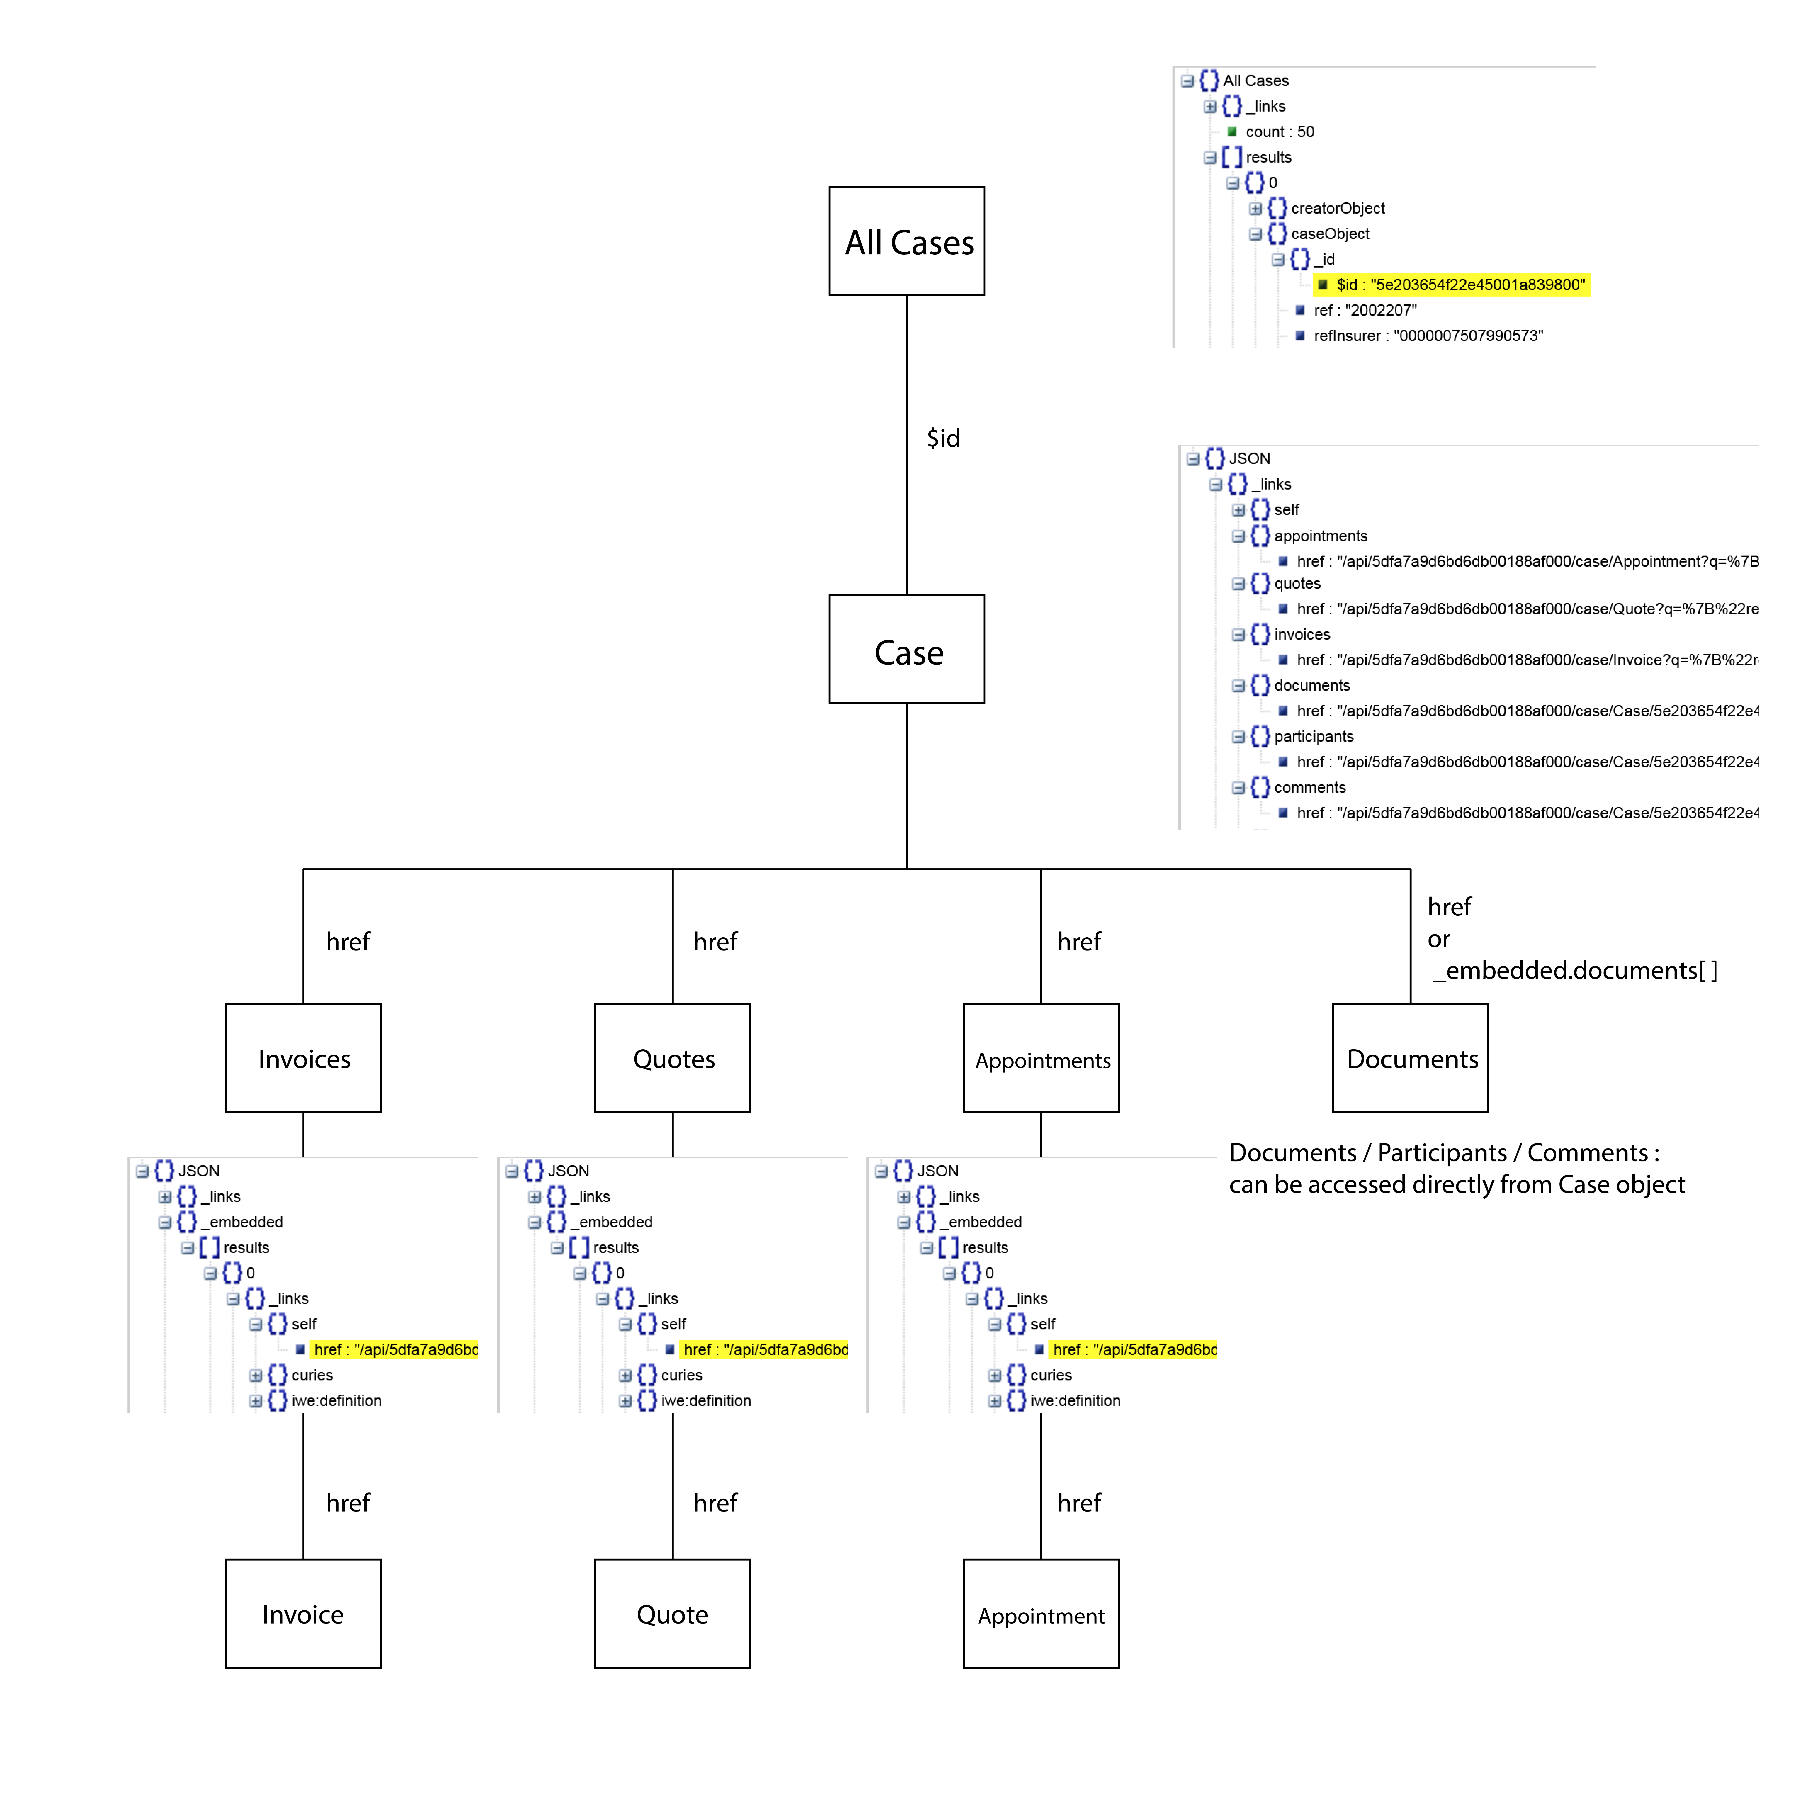 All Cases
_links
count : 50
results
0
creatorObject
caseObject
_id
$id : "5e203654f22e45001a839800"
ref : "2002207"
refInsurer : "0000007507990573"
All Cases
$id
JSON
_links
self
appointments
href : "/api/5dfa7a9d6bd6db00188af000/case/Appointment?q=%7B
quotes
href : "/api/5dfa7a9d6bd6db00188af000/case/Quote?q=%7B%22re
invoices
href : "/api/5dfa7a9d6bd6db00188af000/case/Invoice?q=%7B%22r
documents
href : "/api/5dfa7a9d6bd6db00188af000/case/Case/5e203654f22e4
participants
href : "/api/5dfa7a9d6bd6db00188af000/case/Case/5e203654f22e4
comments
href : "/api/5dfa7a9d6bd6db00188af000/case/Case/5e203654f22e4
Case
href
href
href
href
or
_embedded.documents[ ]
Invoices
Quotes
Appointments
Documents
Documents / Participants / Comments :
can be accessed directly from Case object
JSON
_links
_embedded
results
0
_links
self
href : "/api/5dfa7a9d6bd
curies
iwe:definition
JSON
_links
_embedded
results
0
_links
self
href : "/api/5dfa7a9d6bd
curies
iwe:definition
JSON
_links
_embedded
results
0
_links
self
href : "/api/5dfa7a9d6bd
curies
iwe:definition
href
href
href
Invoice
Quote
Appointment